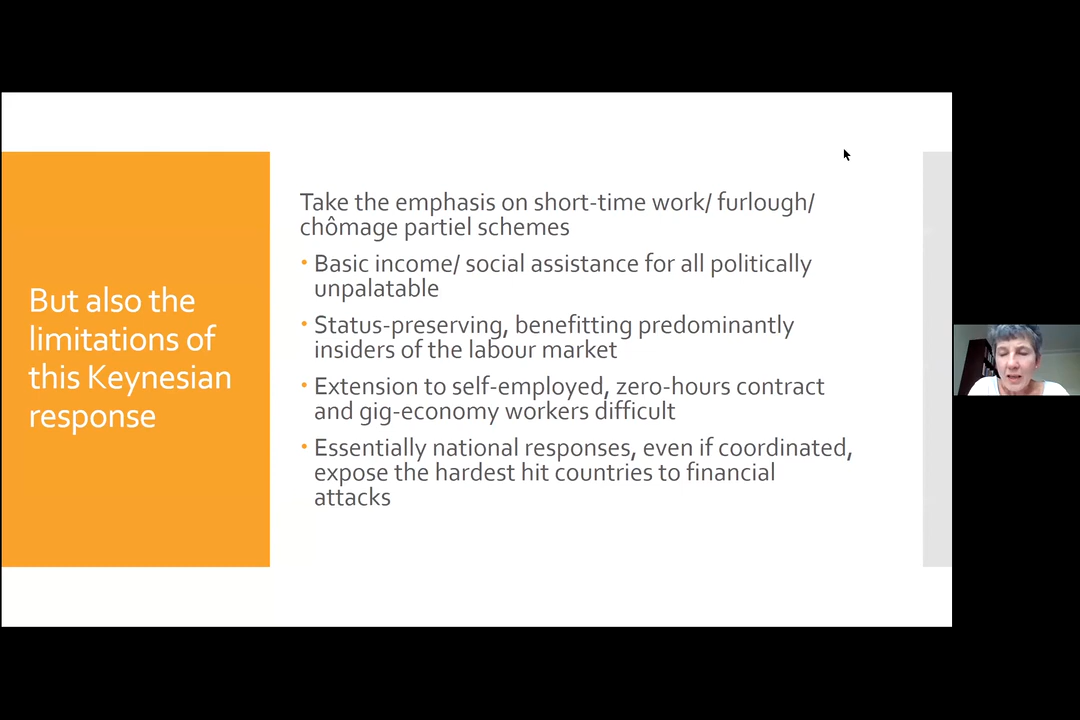 But also the
limitations of
this Keynesian
response
Take the emphasis on short-time work/ furlough/
chômage partiel schemes
• Basic income/ social assistance for all politically
unpalatable
• Status-preserving, benefitting predominantly
insiders of the labour market
• Extension to self-employed, zero-hours contract
and gig-economy workers difficult
• Essentially national responses, even if coordinated,
expose the hardest hit countries to financial
attacks